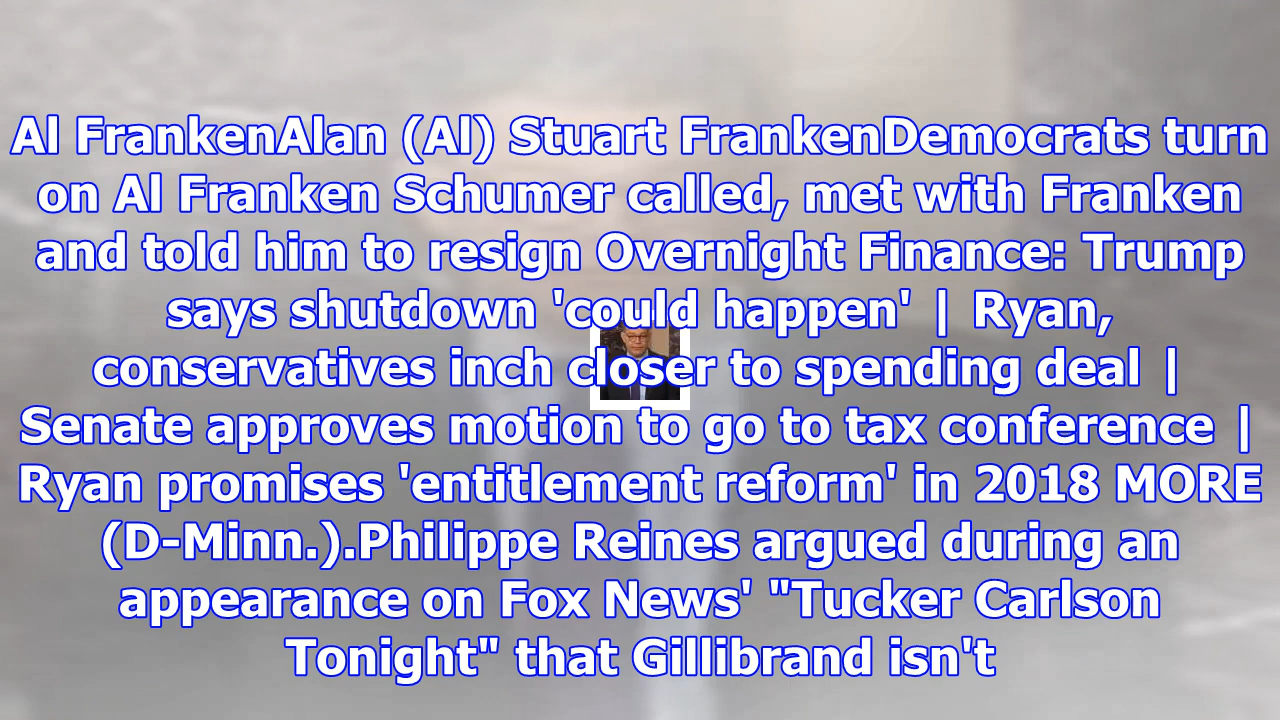 Al FrankenAlan (Al) Stuart FrankenDemocrats turn
on Al Franken Schumer called, met with Franken
and told him to resign Overnight Finance: Trump
says shutdown 'could happen' | Ryan,
conservatives inch closer to spending deal |
Senate approves motion to go to tax conference |
Ryan promises 'entitlement reform' in 2018 MORE
(D-Minn.).Philippe Reines argued during an
appearance on Fox News' "Tucker Carlson
Tonight" that Gillibrand isn't